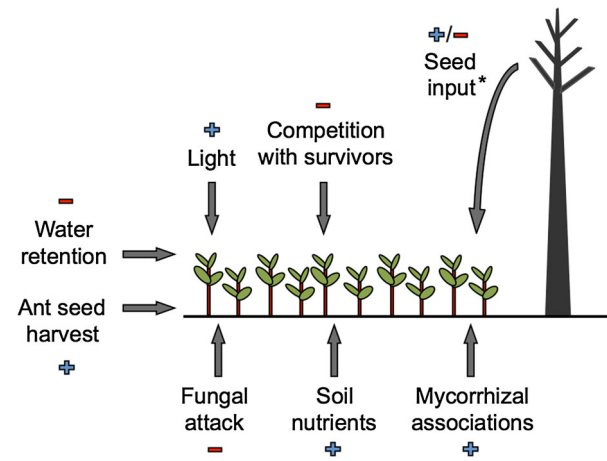 +/-
Seed
input*
-
Competition
with survivors
+
Light
-
Water
retention
Ant seed
harvest
+
Fungal
attack
-
Soil
nutrients
+
Mycorrhizal
associations
+